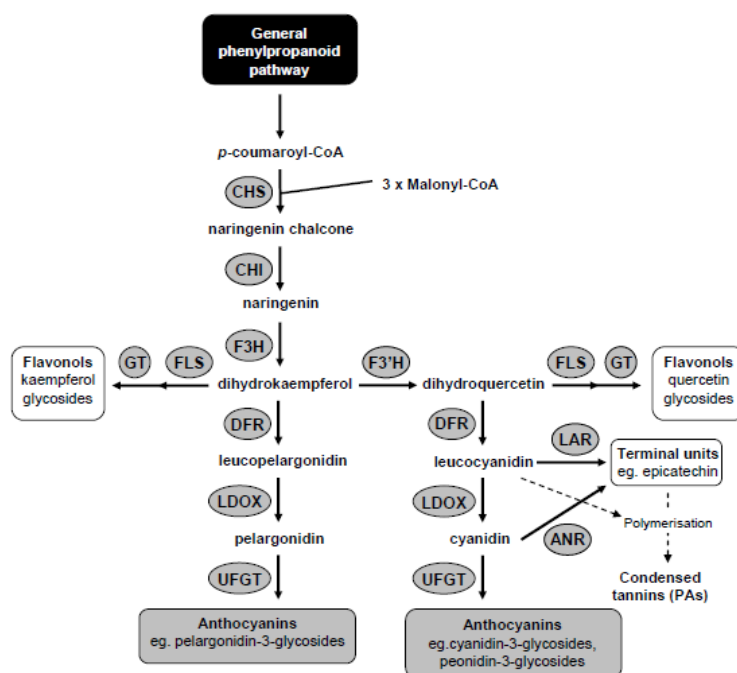 General
phenylpropanoid
pathway
p-coumaroyl-CoA
CHS
3 x Malonyl-CoA
naringenin chalcone
CHI
naringenin
F3H
Flavonols
kaempferol
glycosides
GT
FLS
dihydrokaempferol
F3'H
dihydroquercetin
FLS
GT
Flavonols
quercetin
glycosides
DFR
DFR
LAR
leucopelargonidin
leucocyanidin
Terminal units
eg. epicatechin
LDOX
LDOX
Polymerisation
pelargonidin
cyanidin
ANR
UFGT
UFGT
Condensed
tannins (PAs)
Anthocyanins
eg. pelargonidin-3-glycosides
Anthocyanins
eg.cyanidin-3-glycosides,
peonidin-3-glycosides